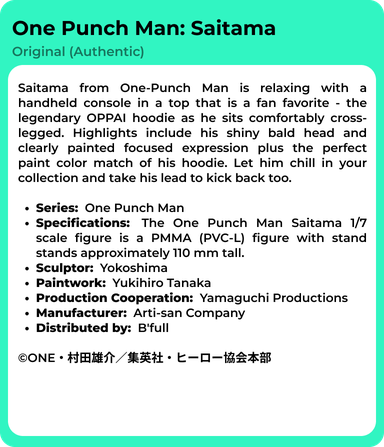 One Punch Man: Saitama
Original (Authentic)
Saitama from One-Punch Man is relaxing with a
handheld console in a top that is a fan favorite - the
legendary OPPAI hoodie as he sits comfortably cross-
legged. Highlights include his shiny bald head and
clearly painted focused expression plus the perfect
paint color match of his hoodie. Let him chill in your
collection and take his lead to kick back too.
• Series: One Punch Man
• Specifications: The One Punch Man Saitama 1/7
scale figure is a PMMA (PVC-L) figure with stand
stands approximately 110 mm tall.
• Sculptor: Yokoshima
• Paintwork: Yukihiro Tanaka
• Production Cooperation: Yamaguchi Productions
• Manufacturer: Arti-san Company
• Distributed by: B'full
©ONE・村田雄介／集英社・ヒーロー協会本部